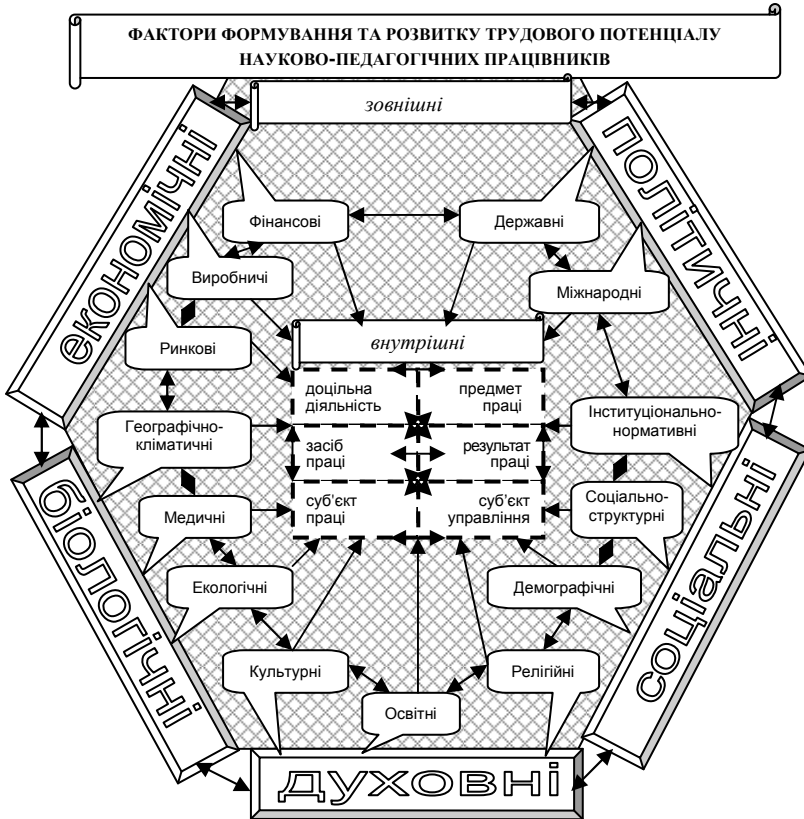 ФАКТОРИ ФОРМУВАННЯ ТА РОЗВИТКУ ТРУДОВОГО ПОТЕНЦІАЛУ
НАУКОВО-ПЕДАГОГІЧНИХ ПРАЦІВНИКІВ
зовнішні
економічні
політичні
Фінансові
Державні
Виробничі
Міжнародні
Ринкові
внутрішні
доцільна
діяльність
предмет
праці
Географічно-
кліматичні
Інституціонально-
нормативні
засіб
праці
результат
праці
Медичні
суб’єкт
праці
суб’єкт
управління
Соціально-
структурні
Екологічні
Демографічні
біологічні
соціальні
Культурні
Релігійні
Освітні
духовні